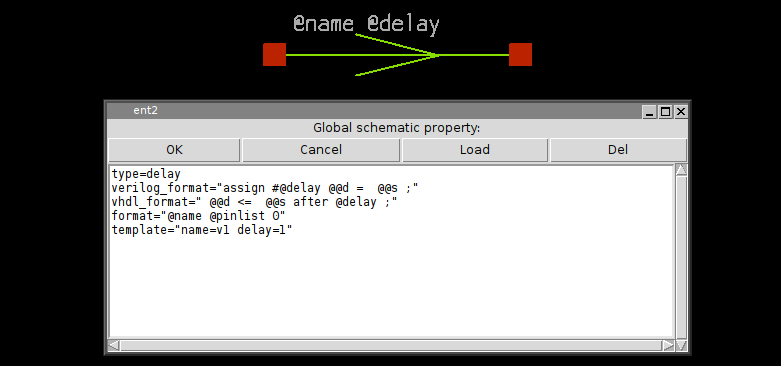 @name @delay
ent2
Global schematic property:
OK Cancel Load Del
type=delay
verilog_format="assign #@delay @@d =  @@s ;"
vhdl_format=" @@d <=  @@s after @delay ;"
format="@name @pinlist 0"
template="name=v1 delay=1"